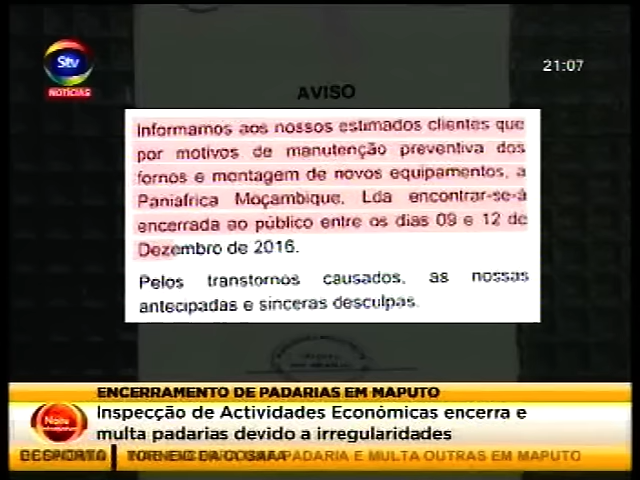 Stv
NOTÍCIAS
21:07
AVISO
Informamos aos nossos estimados clientes que
por motivos de manutenção preventiva dos
fornos e montagem de novos equipamentos, a
Paniafrica Moçambique, Lda encontrar-se-á
encerrada ao público entre os dias 09 e 12 de
Dezembro de 2016.
Pelos transtornos causados, as nossas
antecipadas e sinceras desculpas.
ENCERRAMENTO DE PADARIAS EM MAPUTO
Inspecção de Actividades Económicas encerra e
multa padarias devido a irregularidades
PADARIA E MULTA OUTRAS EM MAPUTO